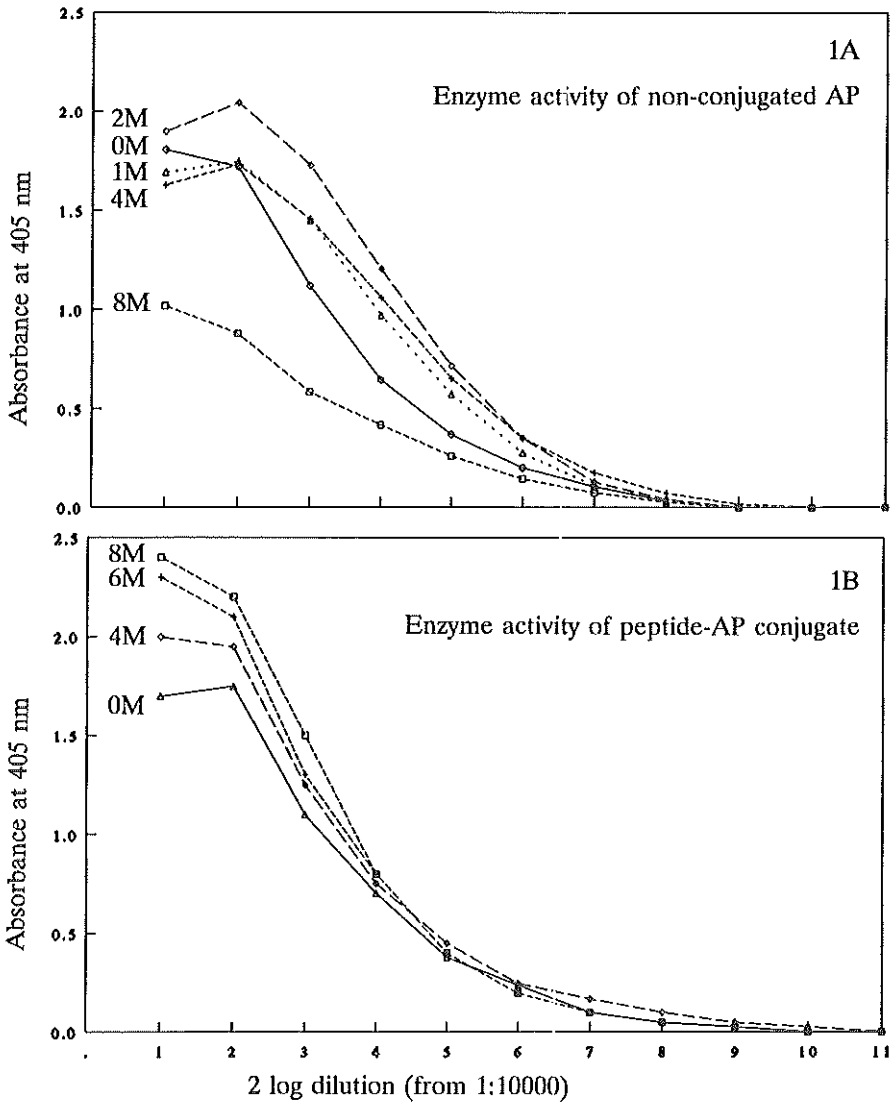 2.5
1A
Enzyme activity of non-conjugated AP
2M
2.0
0M
1M
4M
1.5
8M
1.0
0.5
0.0
Absorbance at 405 nm
2.5
8M
1B
6M
Enzyme activity of peptide-AP conjugate
4M
2.0
0M
1.5
1.0
0.5
0.0
Absorbance at 405 nm
1 2 3 4 5 6 7 8 9 10 11
2 log dilution (from 1:10000)